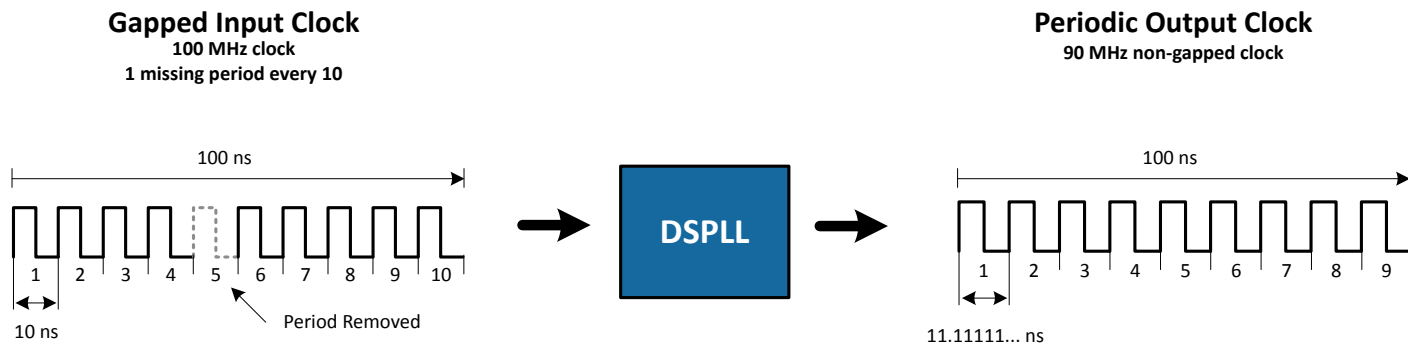 Gapped Input Clock
100 MHz clock
1 missing period every 10
Periodic Output Clock
90 MHz non-gapped clock
100 ns
DSPLL
100 ns
1 2 3 4 5 6 7 8 9 10
1 2 3 4 5 6 7 8 9
10 ns
Period Removed
11.11111... ns